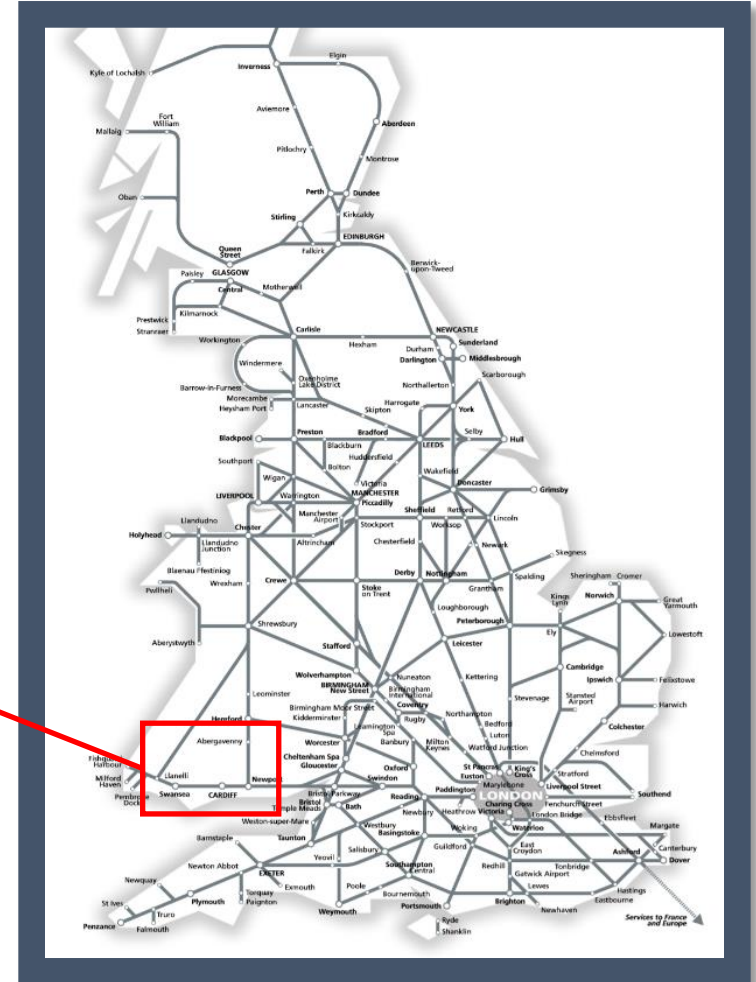 Elgin
Inverness
Kyle of Lochalsh
Aviemore
Fort
William
Aberdeen
Mallaig
Pitlochry
Montrose
Perth
Dundee
Oban
Stirling
Kirkcaldy
EDINBURGH
Queen
Street
Falkirk
Berwick-
upon-Tweed
Paisley
GLASGOW
Central
Motherwell
Prestwick
Kilmarnock
Stranraer
Carlisle
NEWCASTLE
Workington
Hexham
Sunderland
Durham
Darlington
Middlesbrough
Windermere
Scarborough
Oxenholme
Lake District
Northallerton
Barrow-in-Furness
Morecambe
Heysham Port
Lancaster
Harrogate
York
Skipton
Blackpool
Preston
Bradford
LEEDS
Selby
Hull
Blackburn
Huddersfield
Southport
Bolton
Wakefield
Wigan
Victoria
Doncaster
LIVERPOOL
Warrington
MANCHESTER
Piccadilly
Grimsby
Manchester
Airport
Sheffield
Retford
Lincoln
Llandudno
Chester
Stockport
Worksop
Holyhead
Llandudno
Junction
Altrincham
Chesterfield
Newark
Skegness
Blaenau Ffestiniog
Derby
Nottingham
Pwllheli
Wrexham
Crewe
Stoke
on Trent
Grantham
Spalding
Sheringham
Cromer
Kings
Lynn
Norwich
Great
Yarmouth
Loughborough
Shrewsbury
Peterborough
Ely
Lowestoft
Aberystwyth
Stafford
Leicester
Wolverhampton
BIRMINGHAM
New Street
Nuneaton
Kettering
Cambridge
Leominster
Birmingham
International
Coventry
Stevenage
Stansted
Airport
Ipswich
Felixstowe
Birmingham Moor Street
Rugby
Northampton
Harwich
Hereford
Kidderminster
Leamington
Spa
Bedford
Colchester
Abergavenny
Worcester
Banbury
Milton
Keynes
Luton
Watford Junction
Chelmsford
Cheltenham Spa
Gloucester
Oxford
St Pancras
King's
Cross
Fishguard
Harbour
Llanelli
Newport
Swindon
Euston
Stratford
Milford
Haven
Swansea
CARDIFF
Bristol Parkway
Reading
Paddington
Marylebone
Liverpool Street
LONDON
Southend
Pembroke
Dock
Bristol
Temple Meads
Bath
Newbury
Heathrow
Victoria
Charing Cross
Fenchurch Street
Ebbsfleet
Weston-super-Mare
London Bridge
Margate
Barnstaple
Taunton
Westbury
Basingstoke
Woking
Waterloo
Canterbury
Newton Abbot
Yeovil
Salisbury
Guildford
East
Croydon
Ashford
Dover
EXETER
Southampton
Central
Redhill
Tonbridge
Gatwick Airport
Newquay
Exmouth
Poole
Bournemouth
Lewes
Hastings
St Ives
Plymouth
Torquay
Paignton
Weymouth
Portsmouth
Brighton
Newhaven
Eastbourne
Truro
Penzance
Falmouth
Ryde
Shanklin
Services to France
and Europe